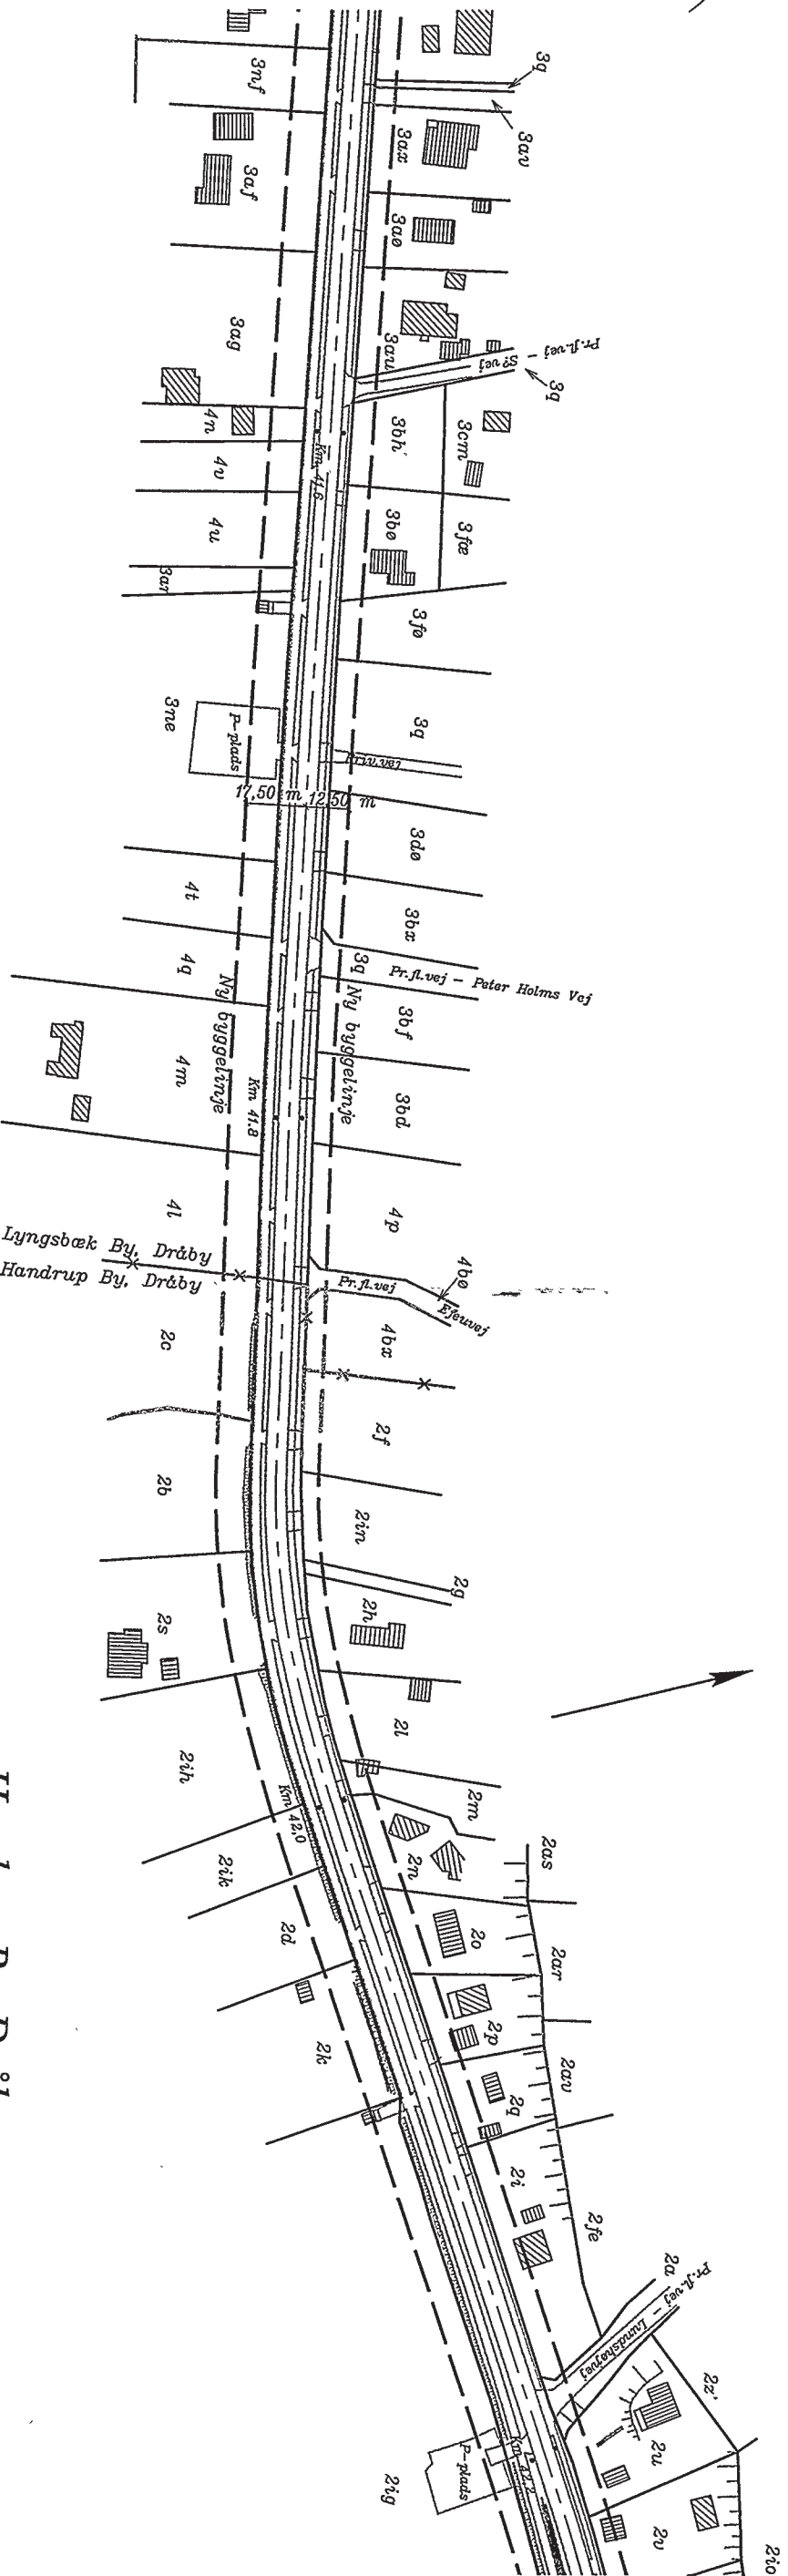 3q
3nf
3av
3ax
3af
3aø
3ag
3au
Pr.fl.vej – S? vej
3q
4n
3bh
3cm
Km 41,6
4v
4u
3bø
3fæ
3ar
3fø
3ne
P-plads
3q
Priv.vej
17,50 m 12,50 m
3dø
4t
3bx
4q
3q
Pr.fl.vej – Peter Holms Vej
Ny byggelinje
Ny byggelinje
3bf
4m
Km 41,8
3bd
4l
4p
Lyngsbæk By, Dråby
Handrup By, Dråby
4bø
Pr.fl.vej
Efeuvej
2c
4bx
2f
2b
2in
2g
2s
2h
2l
2ih
Km 42,0
2m
2n
2as
2ik
2o
2d
2ar
2p
2k
2av
2q
2i
2fe
2a
Pr.fl.vej – Lundshøjvej
2z
2u
Km 42,2
P-plads
2ig
2v
2io